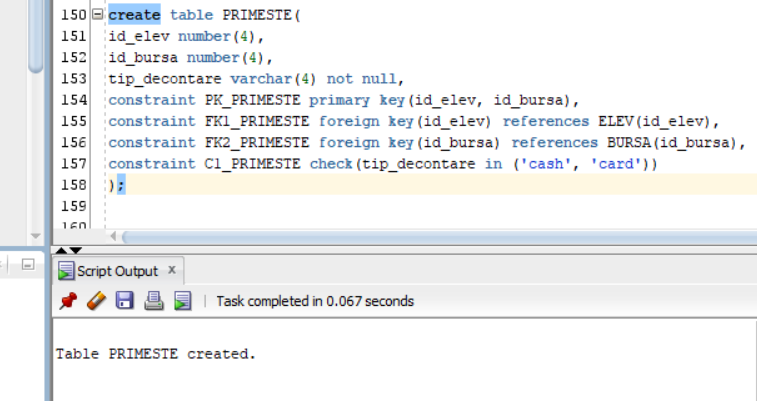 150 create table PRIMESTE(
151 id_elev number(4),
152 id_bursa number(4),
153 tip_decontare varchar(4) not null,
154 constraint PK_PRIMESTE primary key(id_elev, id_bursa),
155 constraint FK1_PRIMESTE foreign key(id_elev) references ELEV(id_elev),
156 constraint FK2_PRIMESTE foreign key(id_bursa) references BURSA(id_bursa),
157 constraint C1_PRIMESTE check(tip_decontare in ('cash', 'card'))
158 );
159
160
Script Output x
Task completed in 0.067 seconds
Table PRIMESTE created.